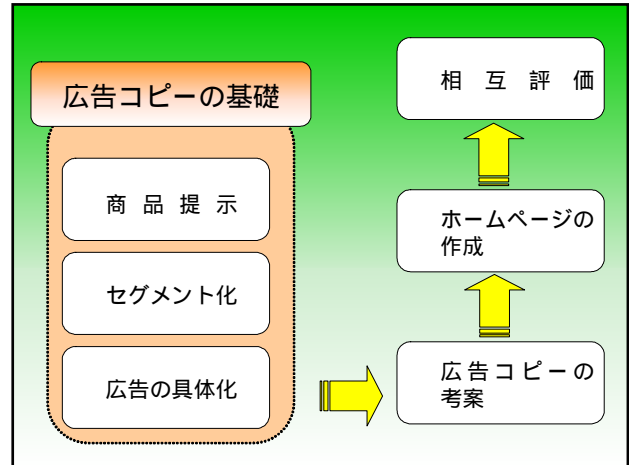 広告コピーの基礎
商品提示
セグメント化
広告の具体化
広告コピーの
考案
ホームページの
作成
相互評価